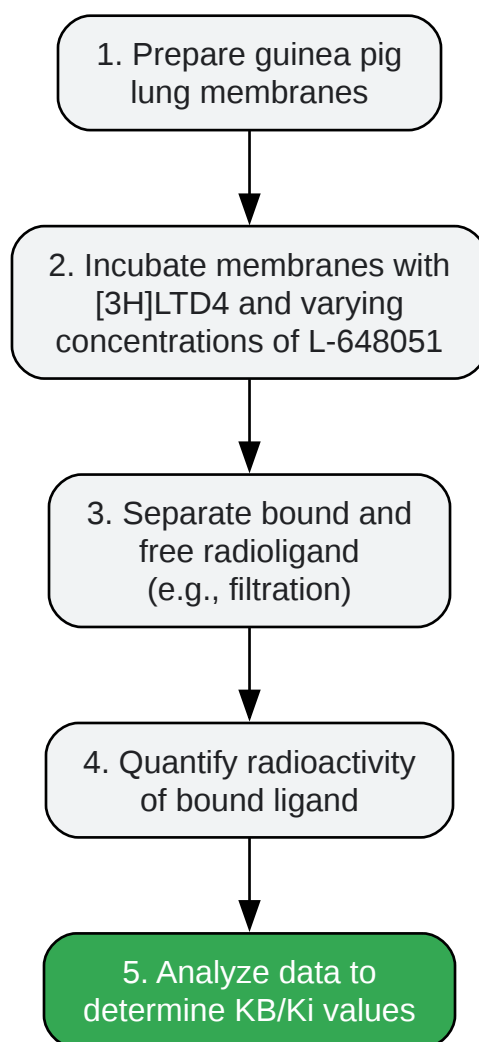 1. Prepare guinea pig
lung membranes
2. Incubate membranes with
[3H]LTD4 and varying
concentrations of L-648051
3. Separate bound and
free radioligand
(e.g., filtration)
4. Quantify radioactivity
of bound ligand
5. Analyze data to
determine KB/Ki values